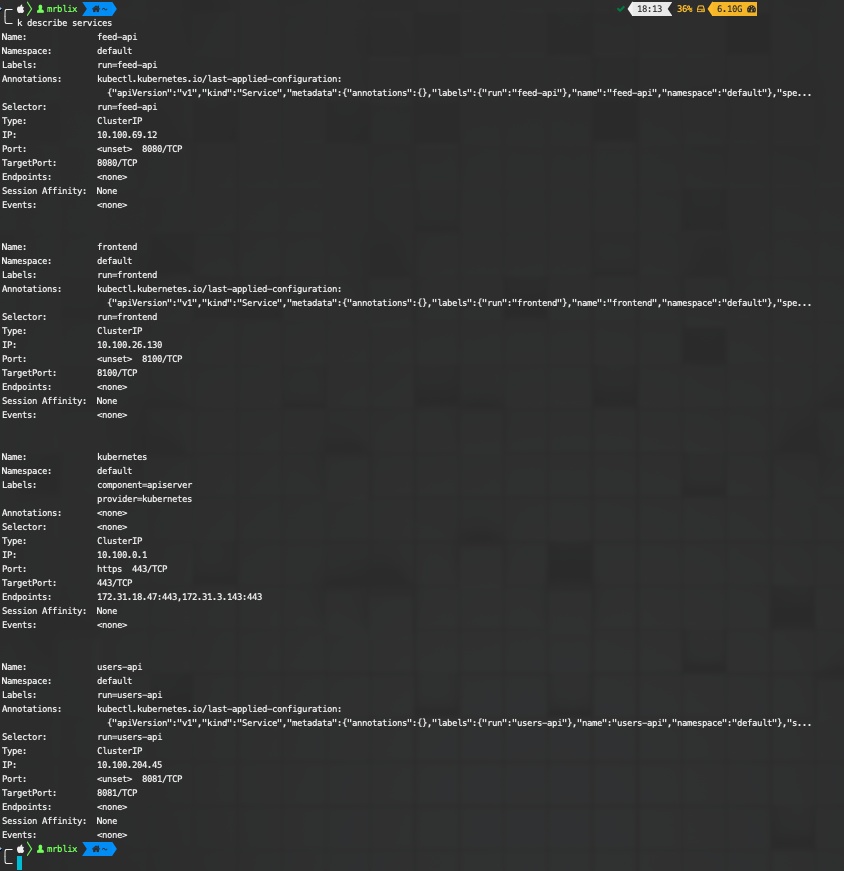 mrblix ~ 18:13 36% 6.10G
k describe services
Name: feed-api
Namespace: default
Labels: run=feed-api
Annotations: kubectl.kubernetes.io/last-applied-configuration:
{"apiVersion":"v1","kind":"Service","metadata":{"annotations":{},"labels":{"run":"feed-api"},"name":"feed-api","namespace":"default"},"spe...
Selector: run=feed-api
Type: ClusterIP
IP: 10.100.69.12
Port: <unset> 8080/TCP
TargetPort: 8080/TCP
Endpoints: <none>
Session Affinity: None
Events: <none>
Name: frontend
Namespace: default
Labels: run=frontend
Annotations: kubectl.kubernetes.io/last-applied-configuration:
{"apiVersion":"v1","kind":"Service","metadata":{"annotations":{},"labels":{"run":"frontend"},"name":"frontend","namespace":"default"},"spe...
Selector: run=frontend
Type: ClusterIP
IP: 10.100.26.130
Port: <unset> 8100/TCP
TargetPort: 8100/TCP
Endpoints: <none>
Session Affinity: None
Events: <none>
Name: kubernetes
Namespace: default
Labels: component=apiserver
provider=kubernetes
Annotations: <none>
Selector: <none>
Type: ClusterIP
IP: 10.100.0.1
Port: https 443/TCP
TargetPort: 443/TCP
Endpoints: 172.31.18.47:443,172.31.3.143:443
Session Affinity: None
Events: <none>
Name: users-api
Namespace: default
Labels: run=users-api
Annotations: kubectl.kubernetes.io/last-applied-configuration:
{"apiVersion":"v1","kind":"Service","metadata":{"annotations":{},"labels":{"run":"users-api"},"name":"users-api","namespace":"default"},"s...
Selector: run=users-api
Type: ClusterIP
IP: 10.100.204.45
Port: <unset> 8081/TCP
TargetPort: 8081/TCP
Endpoints: <none>
Session Affinity: None
Events: <none>
mrblix ~